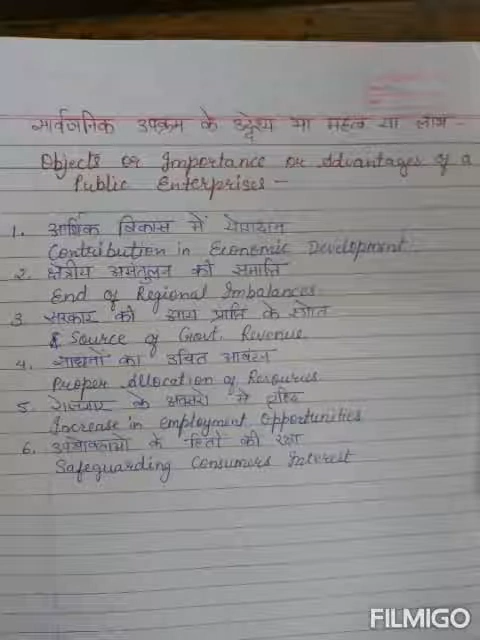 सार्वजनिक उपक्रम के उद्देश्य या महत्व या लाभ -
Objects or Importance or Advantages of a
Public Enterprises -
1. आर्थिक विकास में योगदान
Contribution in Economic Development
2. क्षेत्रीय असंतुलन की समाप्ति
End of Regional Imbalances
3 सरकार को आय प्राप्ति के स्रोत
Source of Govt. Revenue
4. साधनों का उचित आबंटन
Proper Allocation of Resources
5. रोजगार के अवसरों में वृद्धि
Increase in Employment Opportunities
6. उपभोक्ताओं के हितों की रक्षा
Safeguarding Consumers Interest
FILMIGO